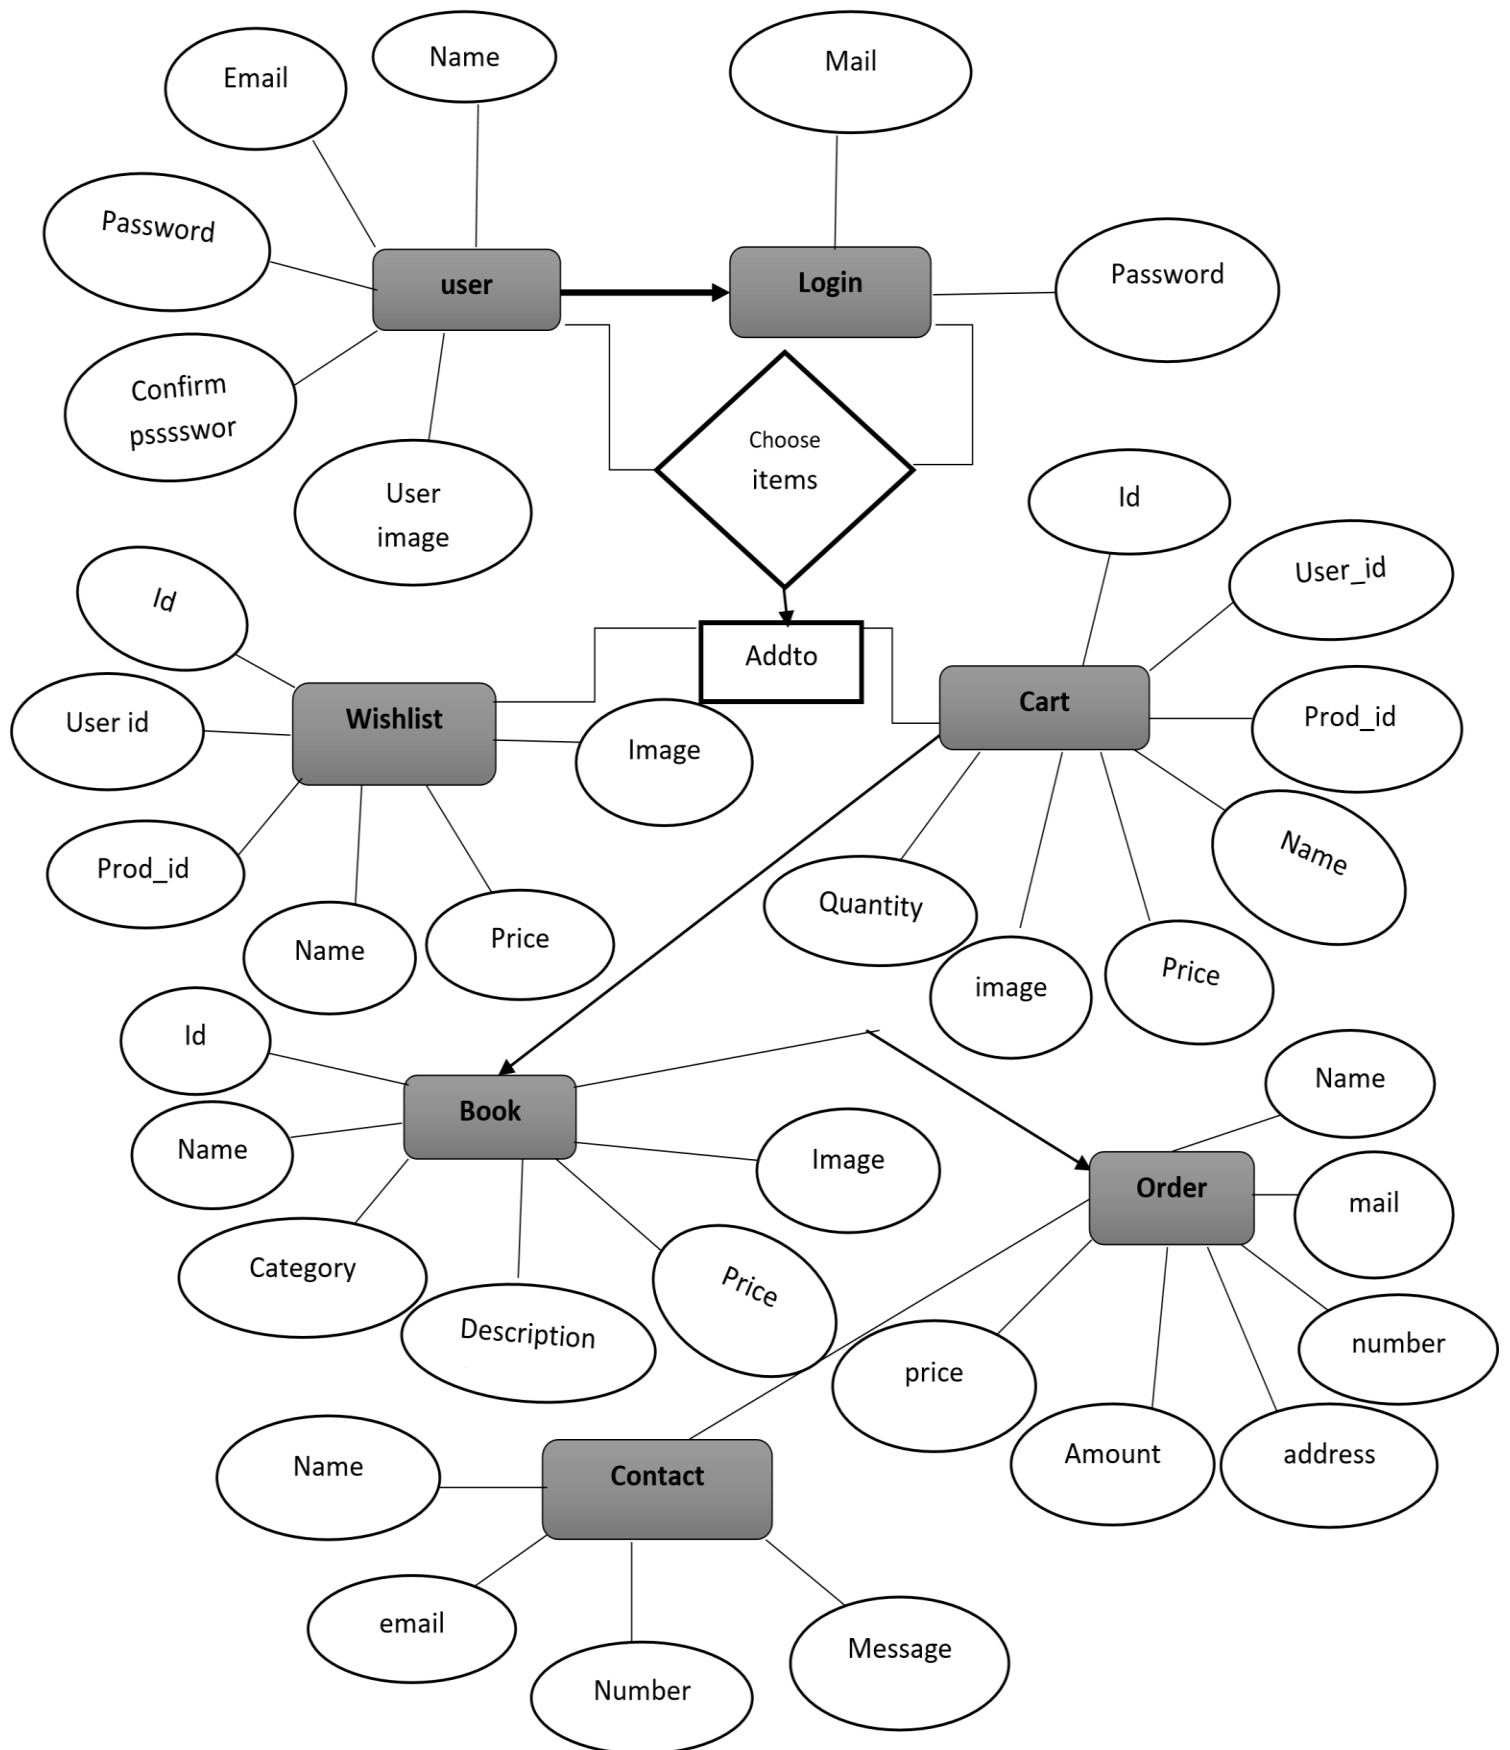 Name
Mail
Email
Password
user
Login
Password
Confirm
psssswor
Choose
items
User
image
Id
User_id
Id
Addto
Cart
Prod_id
User id
Wishlist
Image
Name
Prod_id
Quantity
Name
Price
image
Price
Id
Book
Name
Name
Image
Order
mail
Category
Description
Price
price
number
Name
Contact
Amount
address
email
Number
Message